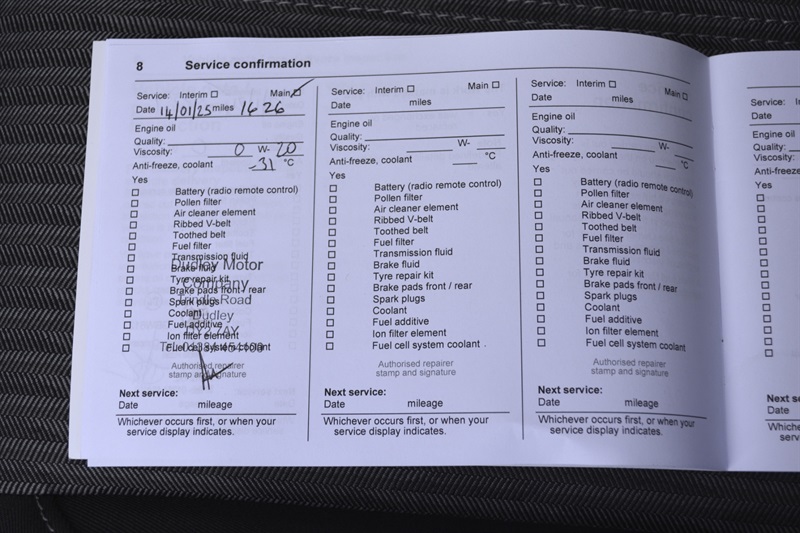 8 Service confirmation
Service: Interim ☐ Main ☑
Date 14/01/25 miles 1626
Engine oil
Quality:
Viscosity: 0 W- 20
Anti-freeze, coolant -31 °C
Yes
☐ Battery (radio remote control)
☐ Pollen filter
☐ Air cleaner element
☐ Ribbed V-belt
☐ Toothed belt
☐ Fuel filter
☐ Transmission fluid
☐ Brake fluid
☐ Tyre repair kit
☐ Brake pads front / rear
☐ Spark plugs
☐ Coolant
☐ Fuel additive
☐ Ion filter element
☐ Fuel cell system coolant
Dudley Motor
Company
Road
Dudley
Authorised repairer
stamp and signature
Next service:
Date mileage
Whichever occurs first, or when your
service display indicates.
Service: Interim ☐ Main ☐
Date miles
Engine oil
Quality:
Viscosity: W-
Anti-freeze, coolant °C
Yes
☐ Battery (radio remote control)
☐ Pollen filter
☐ Air cleaner element
☐ Ribbed V-belt
☐ Toothed belt
☐ Fuel filter
☐ Transmission fluid
☐ Brake fluid
☐ Tyre repair kit
☐ Brake pads front / rear
☐ Spark plugs
☐ Coolant
☐ Fuel additive
☐ Ion filter element
☐ Fuel cell system coolant
Authorised repairer
stamp and signature
Next service:
Date mileage
Whichever occurs first, or when your
service display indicates.
Service: Interim ☐ Main ☐
Date miles
Engine oil
Quality:
Viscosity: W-
Anti-freeze, coolant °C
Yes
☐ Battery (radio remote control)
☐ Pollen filter
☐ Air cleaner element
☐ Ribbed V-belt
☐ Toothed belt
☐ Fuel filter
☐ Transmission fluid
☐ Brake fluid
☐ Tyre repair kit
☐ Brake pads front / rear
☐ Spark plugs
☐ Coolant
☐ Fuel additive
☐ Ion filter element
☐ Fuel cell system coolant
Authorised repairer
stamp and signature
Next service:
Date mileage
Whichever occurs first, or when your
service display indicates.
Service:
Date
Engine oil
Quality:
Viscosity:
Anti-freeze,
Yes
Next
Date